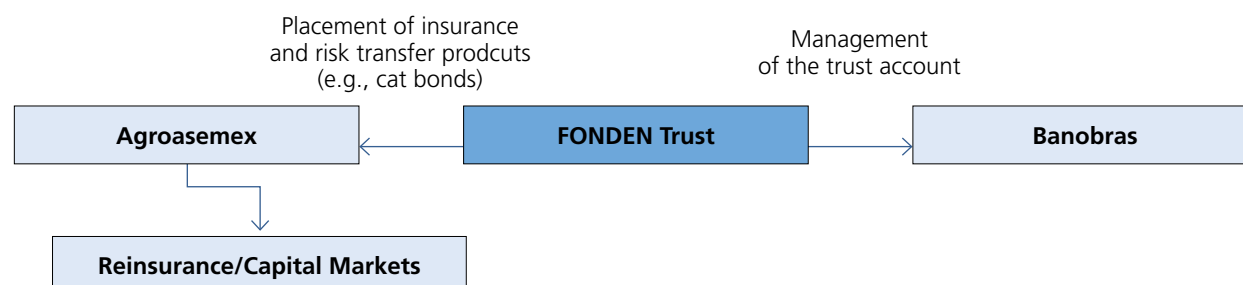 Placement of insurance
and risk transfer prodcuts
(e.g., cat bonds)
Management
of the trust account
Agroasemex
FONDEN Trust
Banobras
Reinsurance/Capital Markets